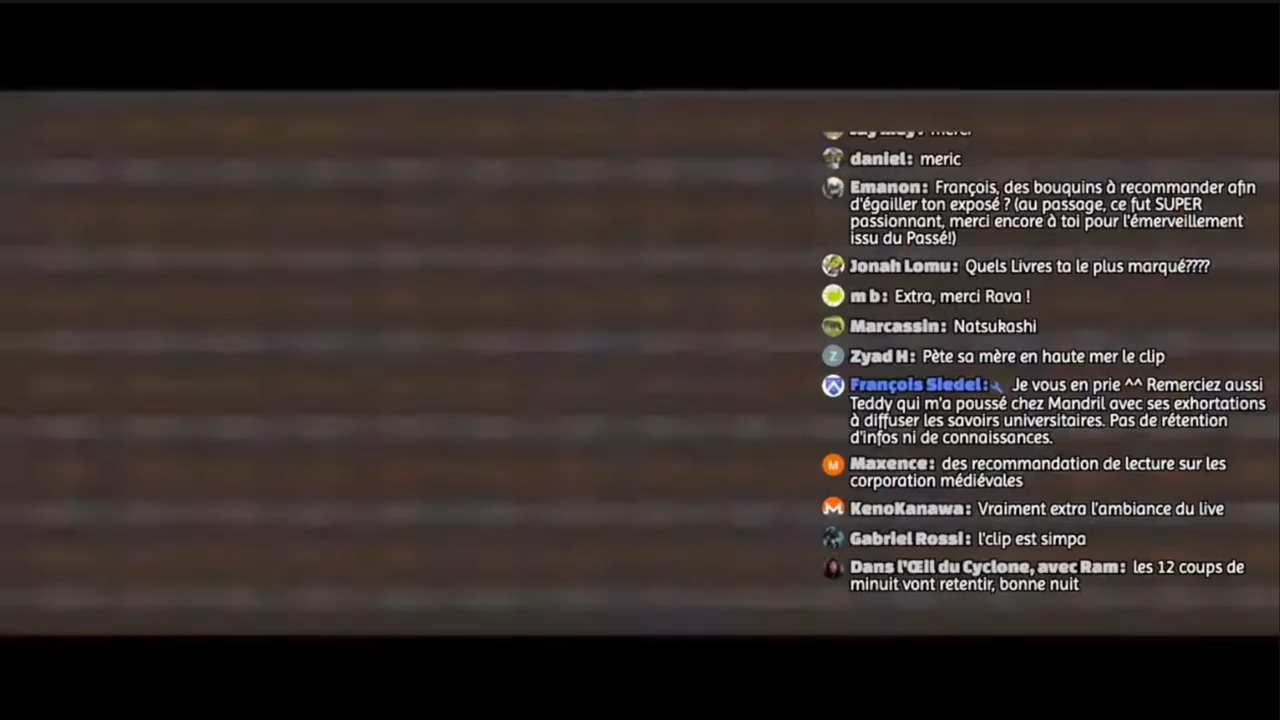 merci
daniel: meric
Emanon: François, des bouquins à recommander afin
d'égailler ton exposé ? (au passage, ce fut SUPER
passionnant, merci encore à toi pour l'émerveillement
issu du Passé!)
Jonah Lomu: Quels Livres ta le plus marqué????
m b: Extra, merci Rava !
Marcassin: Natsukashi
Z Zyad H: Pète sa mère en haute mer le clip
François Siedel: Je vous en prie ^^ Remerciez aussi
Teddy qui m'a poussé chez Mandril avec ses exhortations
à diffuser les savoirs universitaires. Pas de rétention
d'infos ni de connaissances.
M Maxence: des recommandation de lecture sur les
corporation médiévales
KenoKanawa: Vraiment extra l'ambiance du live
Gabriel Rossi: l'clip est simpa
Dans l'Œil du Cyclone, avec Ram: les 12 coups de
minuit vont retentir, bonne nuit